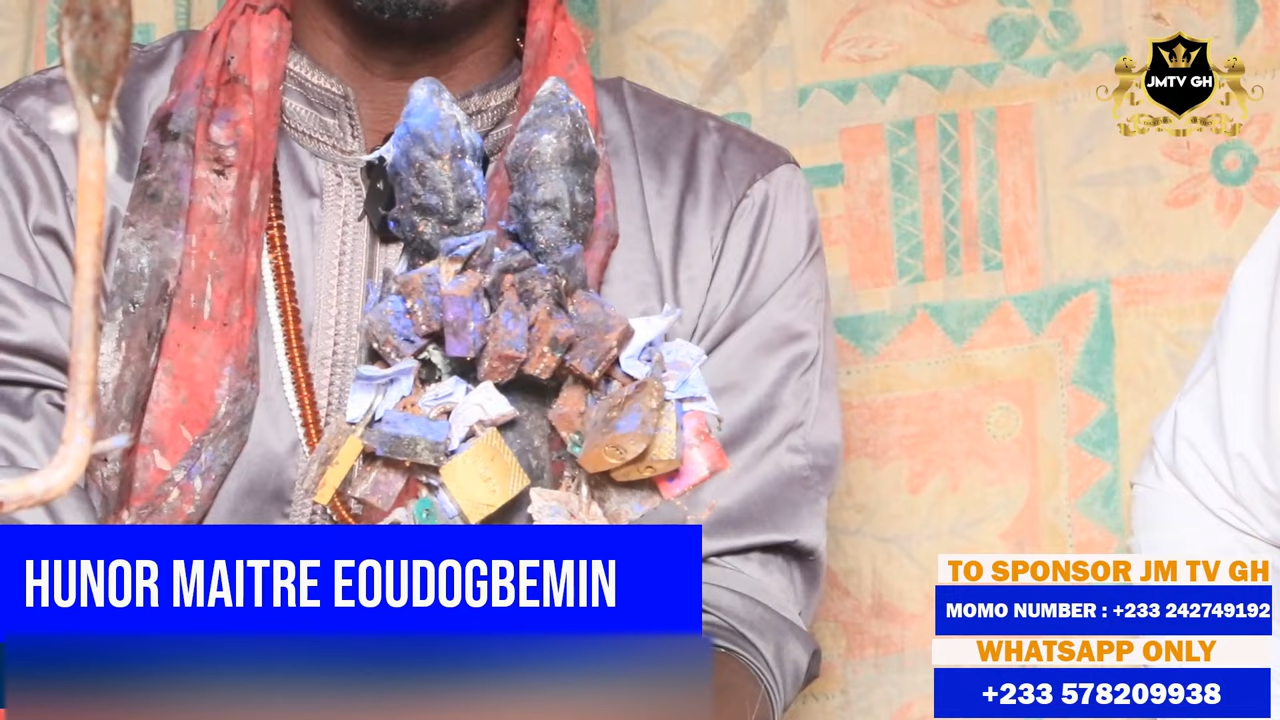 JMTV GH
HUNOR MAITRE EOUDOGBEMIN
TO SPONSOR JM TV GH
MOMO NUMBER : +233 242749192
WHATSAPP ONLY
+233 578209938